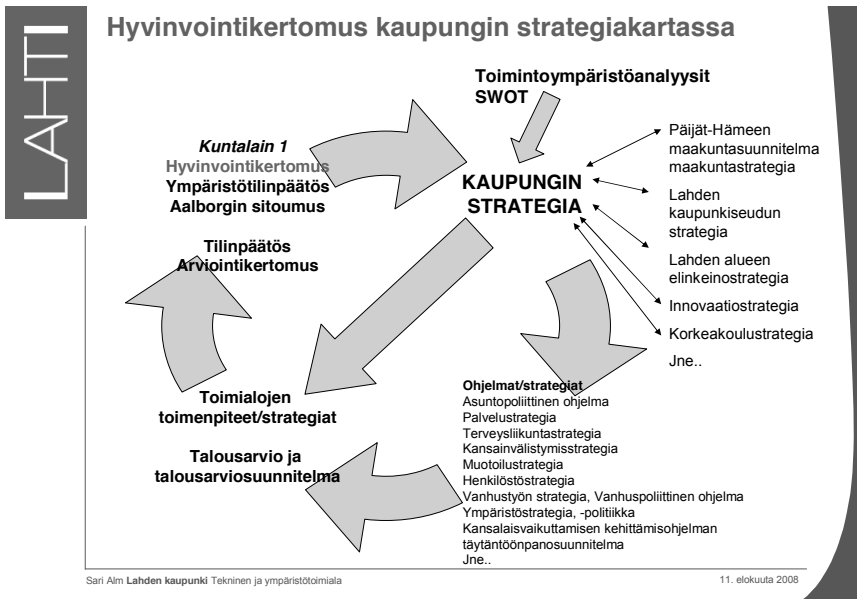 LAHTI
Hyvinvointikertomus kaupungin strategiakartassa
Toimintoympäristöanalyysit
SWOT
Kuntalain 1
Hyvinvointikertomus
Ympäristötilinpäätös
Aalborgin sitoumus
KAUPUNGIN
STRATEGIA
Päijät-Hämeen
maakuntasuunnitelma
maakuntastrategia
Lahden
kaupunkiseudun
strategia
Lahden alueen
elinkeinostrategia
Innovaatiostrategia
Korkeakoulustrategia
Jne..
Tilinpäätös
Arviointikertomus
Toimialojen
toimenpiteet/strategiat
Talousarvio ja
talousarviosuunnitelma
Ohjelmat/strategiat
Asuntopoliittinen ohjelma
Palvelustrategia
Terveysliikuntastrategia
Kansainvälistymisstrategia
Muotoilustrategia
Henkilöstöstrategia
Vanhustyön strategia, Vanhuspoliittinen ohjelma
Ympäristöstrategia, -politiikka
Kansalaisvaikuttamisen kehittämisohjelman
täytäntöönpanosuunnitelma
Jne..
Sari Alm Lahden kaupunki Tekninen ja ympäristötoimiala
11. elokuuta 2008